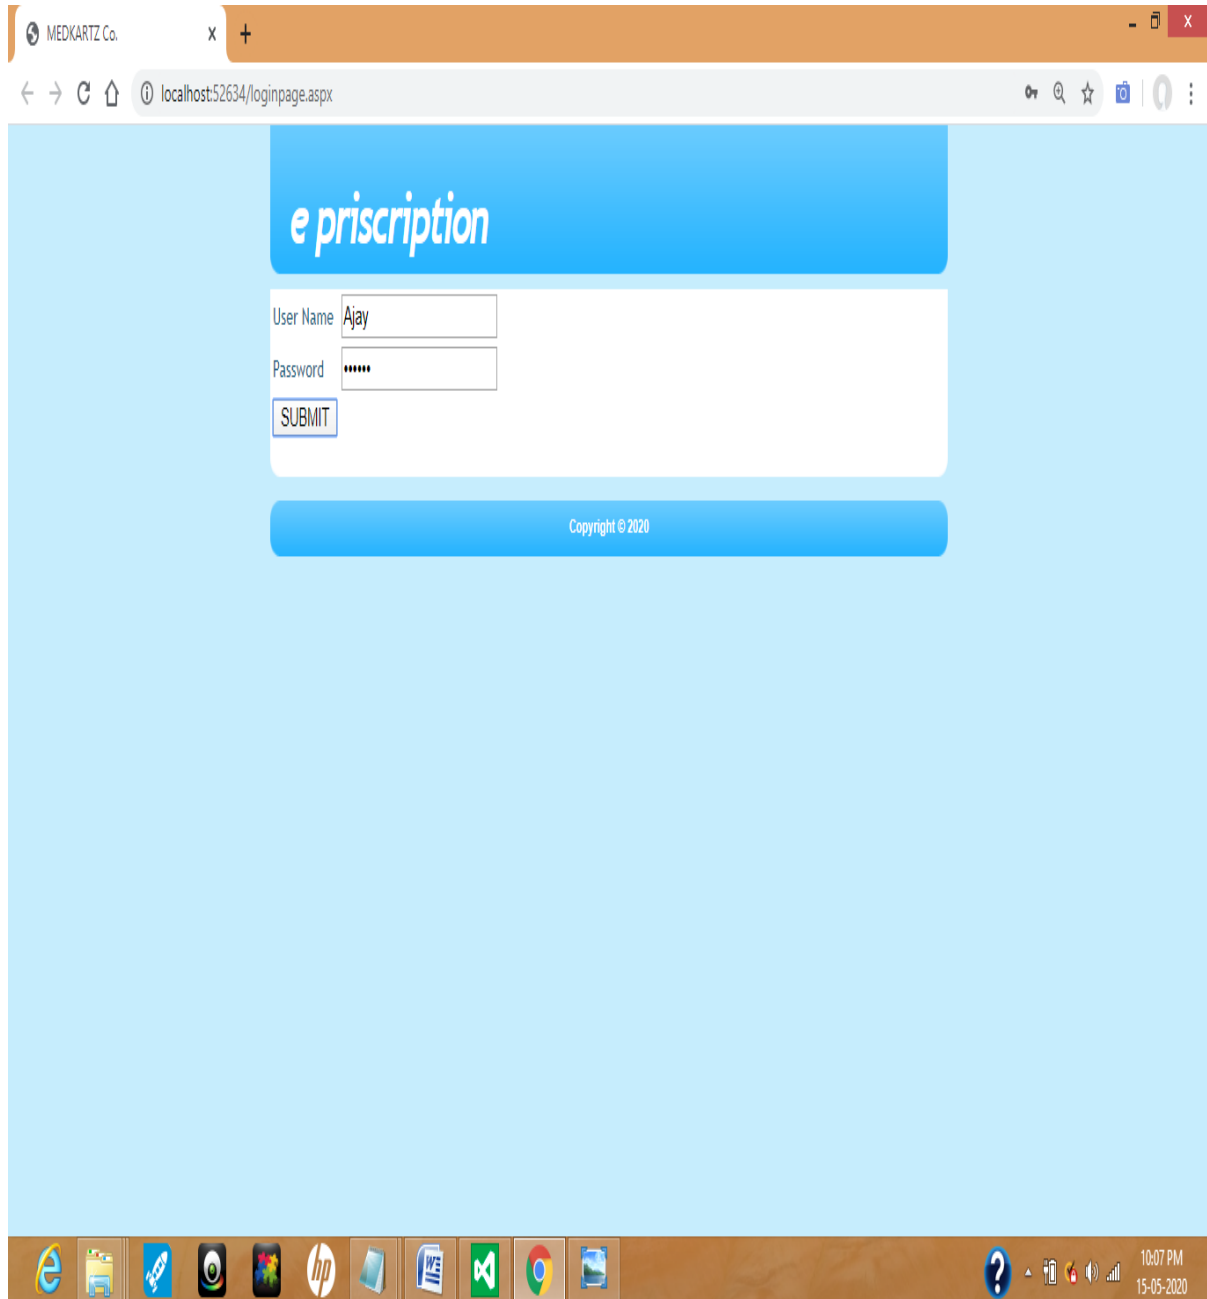 MEDKARTZ Co.
localhost:52634/loginpage.aspx
e priscription
User Name Ajay
Password ••••••
SUBMIT
Copyright © 2020
hp
10:07 PM
15-05-2020